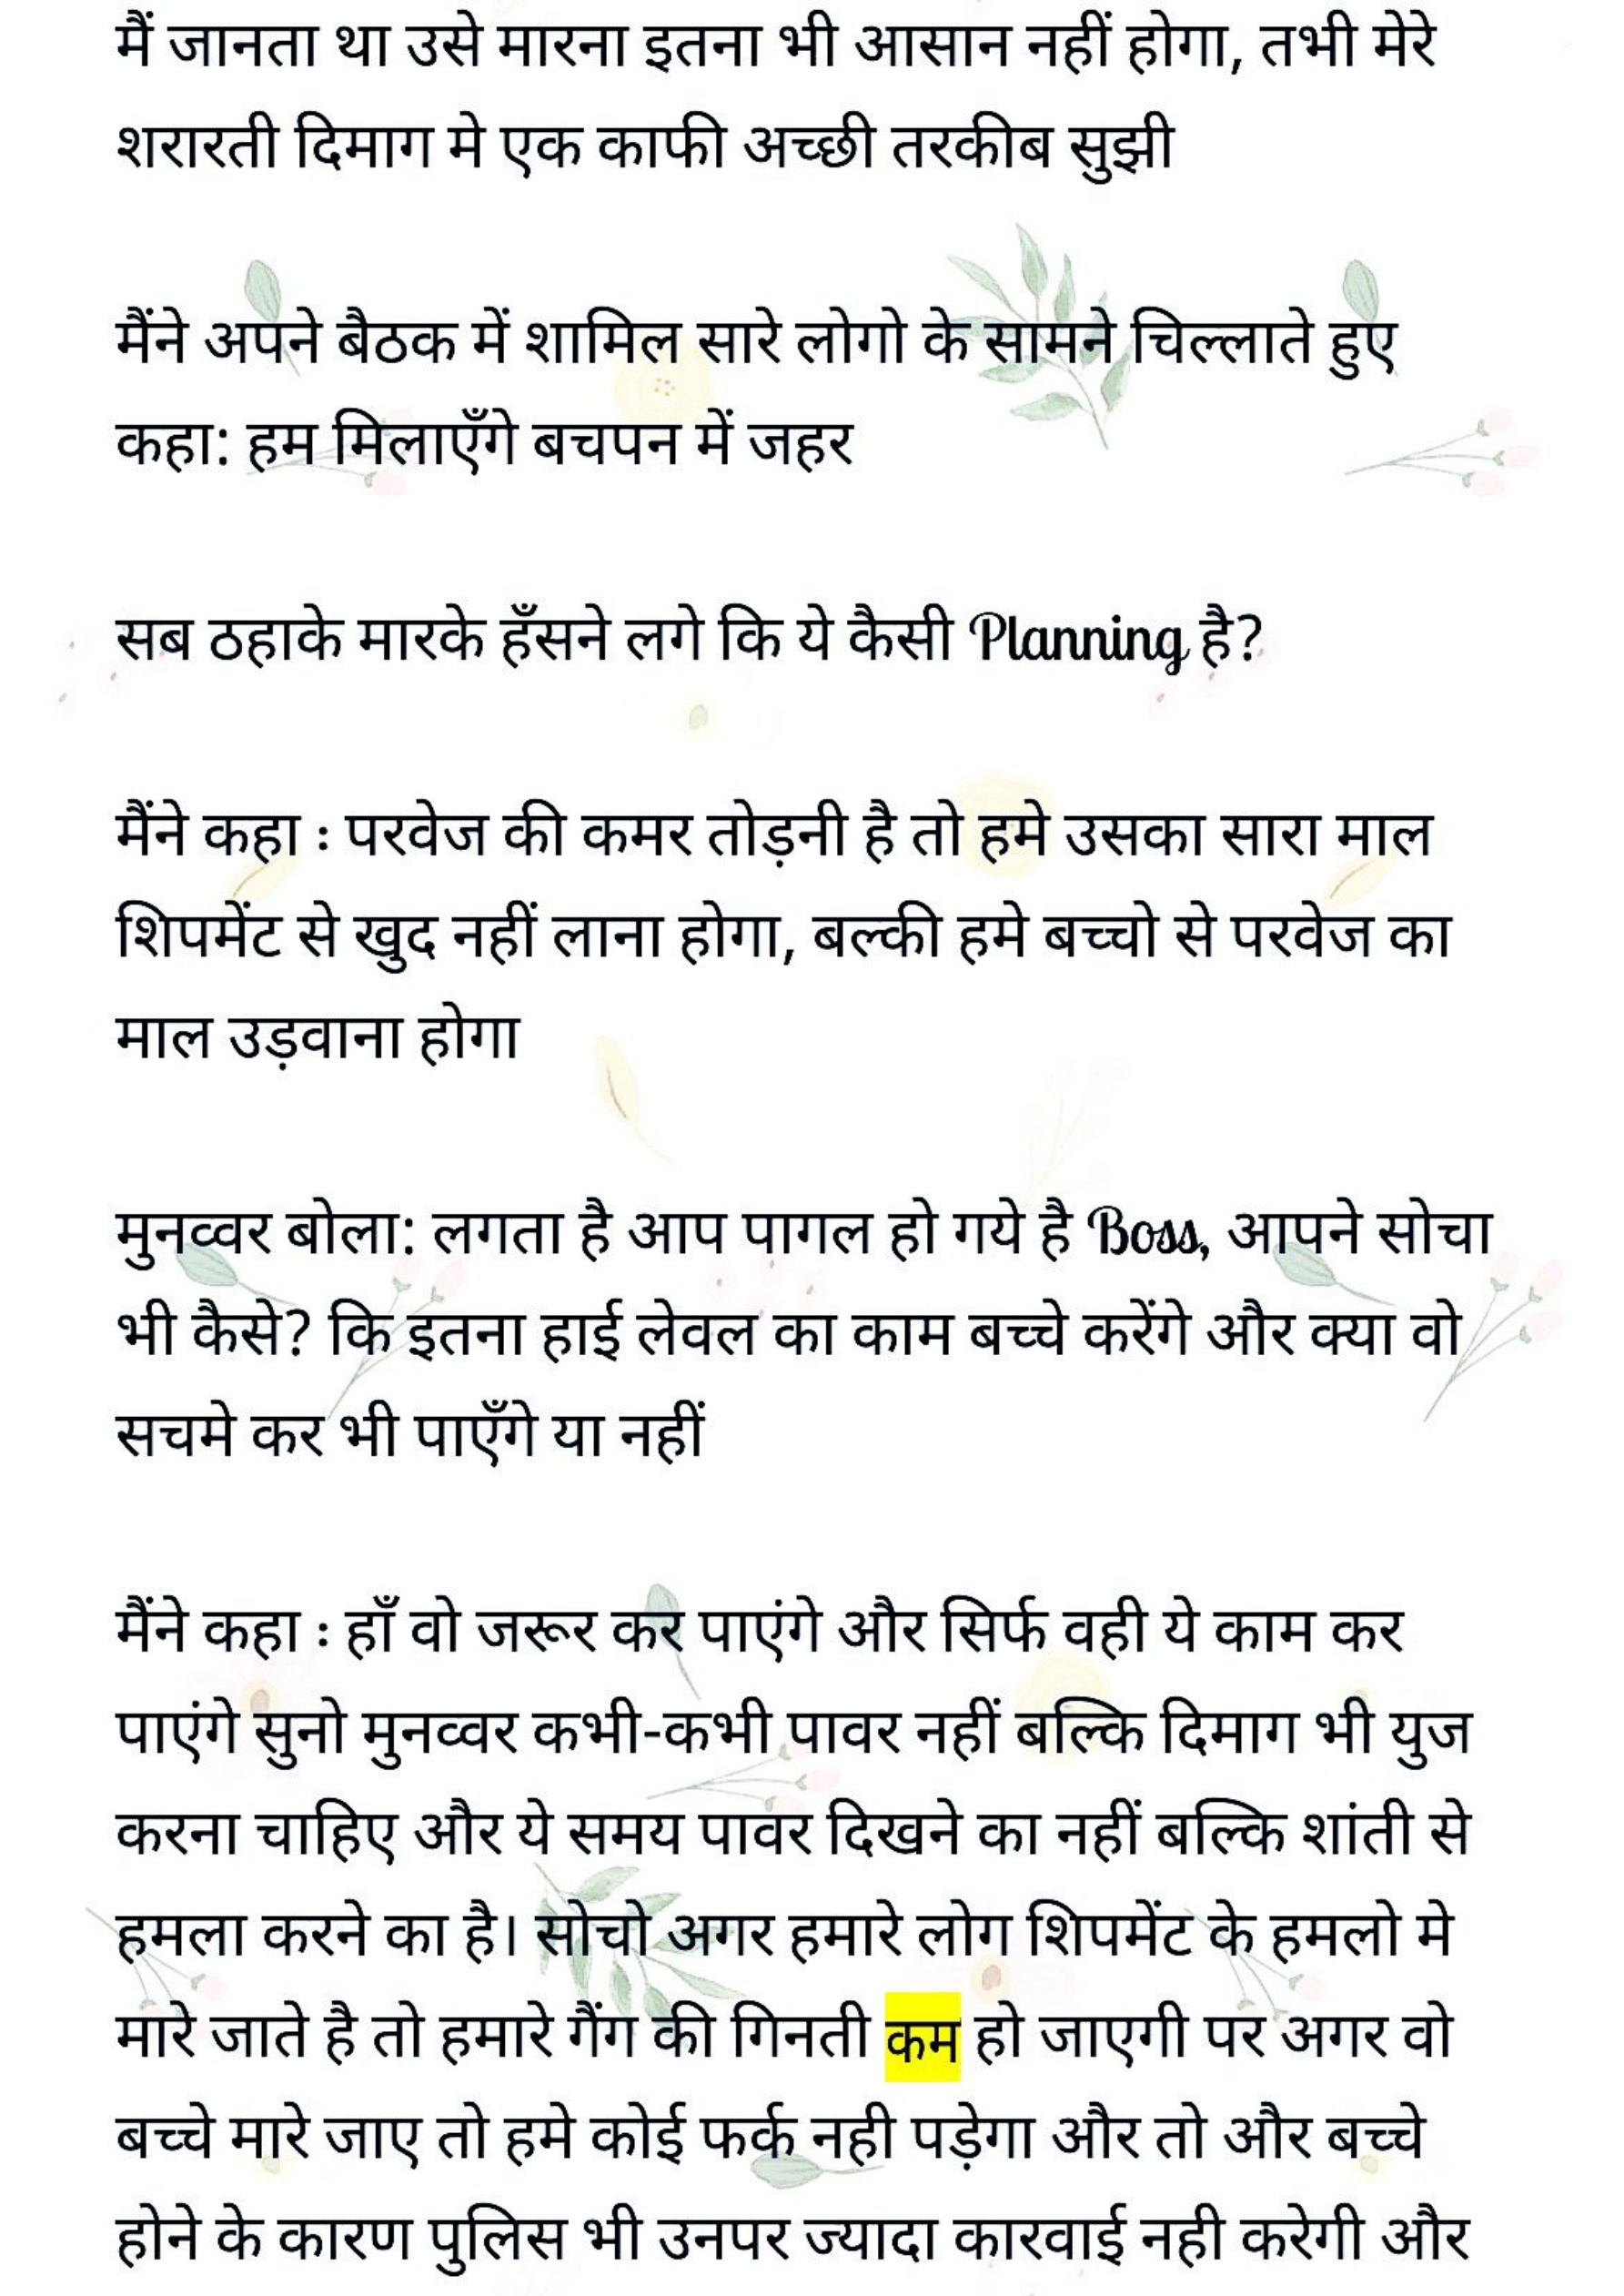 मैं जानता था उसे मारना इतना भी आसान नहीं होगा, तभी मेरे
शरारती दिमाग मे एक काफी अच्छी तरकीब सुझी
मैंने अपने बैठक में शामिल सारे लोगो के सामने चिल्लाते हुए
कहा: हम मिलाएँगे बचपन में जहर
सब ठहाके मारके हँसने लगे कि ये कैसी Planning है?
मैंने कहा : परवेज की कमर तोड़नी है तो हमे उसका सारा माल
शिपमेंट से खुद नहीं लाना होगा, बल्की हमे बच्चो से परवेज का
माल उड़वाना होगा
मुनव्वर बोला: लगता है आप पागल हो गये है Boss, आपने सोचा
भी कैसे? कि इतना हाई लेवल का काम बच्चे करेंगे और क्या वो
सचमे कर भी पाएँगे या नहीं
मैंने कहा : हाँ वो जरूर कर पाएंगे और सिर्फ वही ये काम कर
पाएंगे सुनो मुनव्वर कभी-कभी पावर नहीं बल्कि दिमाग भी युज
करना चाहिए और ये समय पावर दिखने का नहीं बल्कि शांती से
हमला करने का है। सोचो अगर हमारे लोग शिपमेंट के हमलो मे
मारे जाते है तो हमारे गैंग की गिनती कम हो जाएगी पर अगर वो
बच्चे मारे जाए तो हमे कोई फर्क नही पड़ेगा और तो और बच्चे
होने के कारण पुलिस भी उनपर ज्यादा कारवाई नही करेगी और